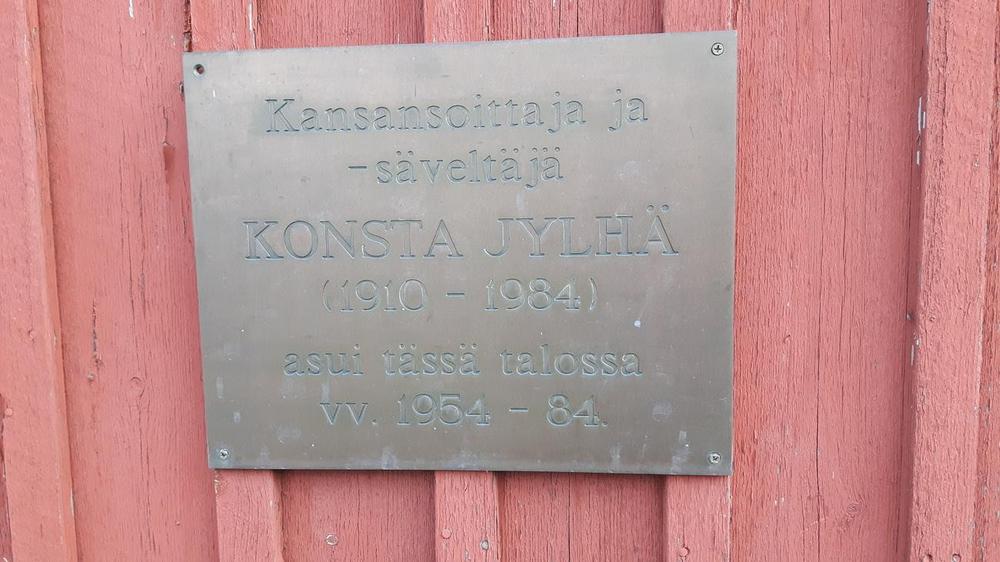 Kansansoittaja ja
-säveltäjä
KONSTA JYLHÄ
(1910 - 1984)
asui tässä talossa
vv. 1954 - 84.